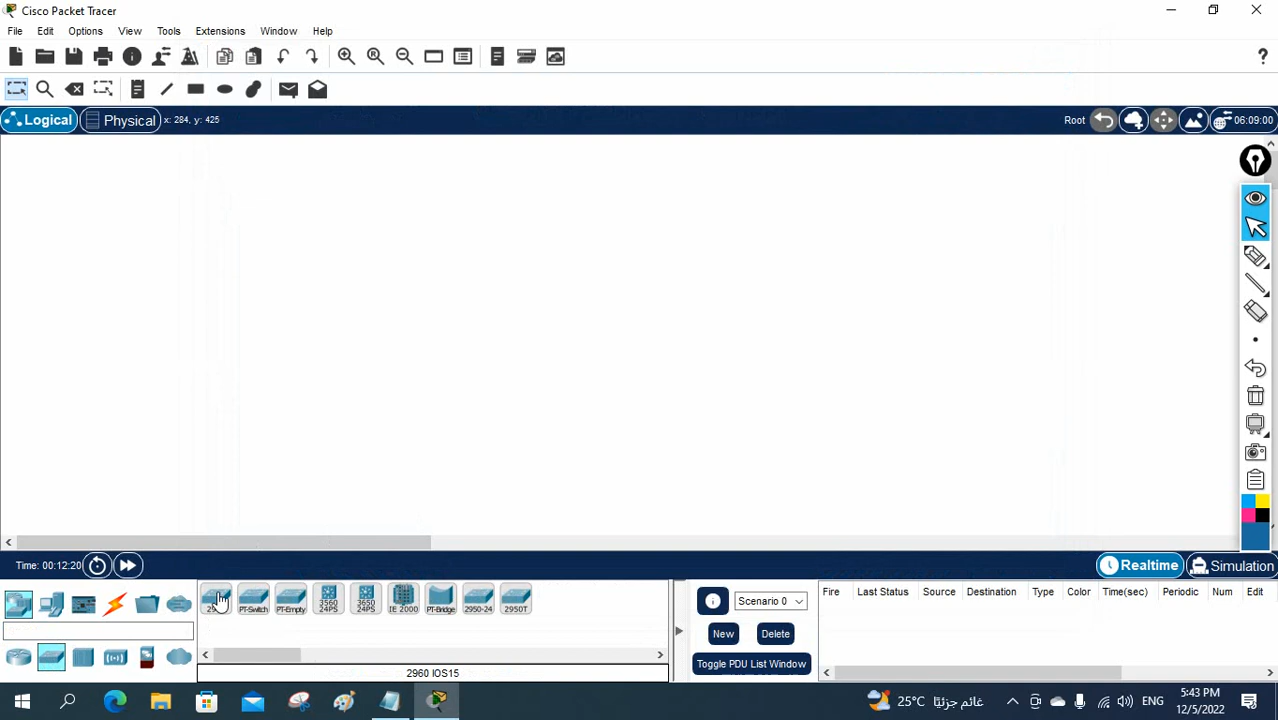 Cisco Packet Tracer
File Edit Options View Tools Extensions Window Help
Logical Physical x: 284, y: 425 Root 06:09:00
Time: 00:12:20 Realtime Simulation
PT-Switch PT-Empty 3560 24PS 3650 24PS IE 2000 PT-Bridge 2950-24 2950T
2960 IOS15
Scenario 0
New Delete
Toggle PDU List Window
Fire Last Status Source Destination Type Color Time(sec) Periodic Num Edit
25°C غائم جزئيًا ENG 5:43 PM
12/5/2022